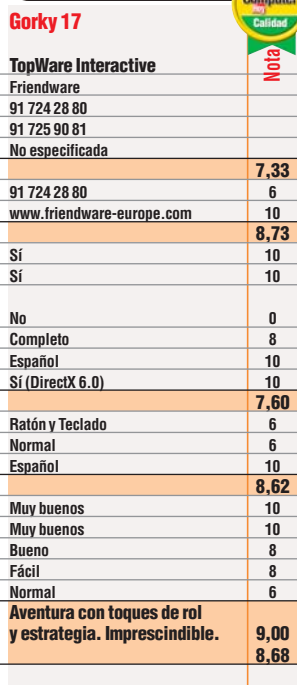 Computer
hoy
Calidad
Gorky 17
Nota
TopWare Interactive
Friendware
91 724 28 80
91 725 90 81
No especificada
7,33
91 724 28 80 6
www.friendware-europe.com 10
8,73
Sí 10
Sí 10
No 0
Completo 8
Español 10
Sí (DirectX 6.0) 10
7,60
Ratón y Teclado 6
Normal 6
Español 10
8,62
Muy buenos 10
Muy buenos 10
Bueno 8
Fácil 8
Normal 6
Aventura con toques de rol
y estrategia. Imprescindible. 9,00
8,68